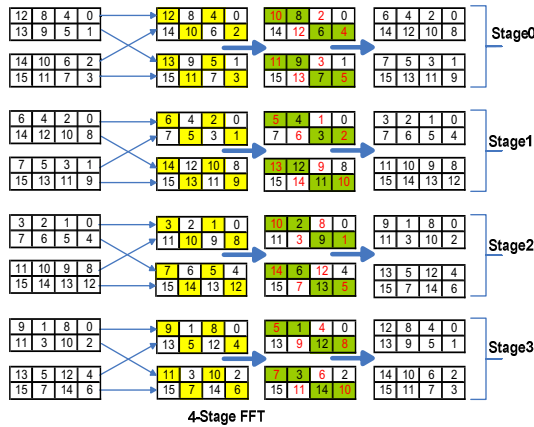 12 8 4 0 12 8 4 0 10 8 2 0 6 4 2 0
13 9 5 1 14 10 6 2 14 12 6 4 14 12 10 8
Stage0
14 10 6 2 13 9 5 1 11 9 3 1 7 5 3 1
15 11 7 3 15 11 7 3 15 13 7 5 15 13 11 9
6 4 2 0 6 4 2 0 5 4 1 0 3 2 1 0
14 12 10 8 7 5 3 1 7 6 3 2 7 6 5 4
Stage1
7 5 3 1 14 12 10 8 13 12 9 8 11 10 9 8
15 13 11 9 15 13 11 9 15 14 11 10 15 14 13 12
3 2 1 0 3 2 1 0 10 2 8 0 9 1 8 0
7 6 5 4 11 10 9 8 11 3 9 1 11 3 10 2
Stage2
11 10 9 8 7 6 5 4 14 6 12 4 13 5 12 4
15 14 13 12 15 14 13 12 15 7 13 5 15 7 14 6
9 1 8 0 9 1 8 0 5 1 4 0 12 8 4 0
11 3 10 2 13 5 12 4 13 9 12 8 13 9 5 1
Stage3
13 5 12 4 11 3 10 2 7 3 6 2 14 10 6 2
15 7 14 6 15 7 14 6 15 11 14 10 15 11 7 3
4-Stage FFT